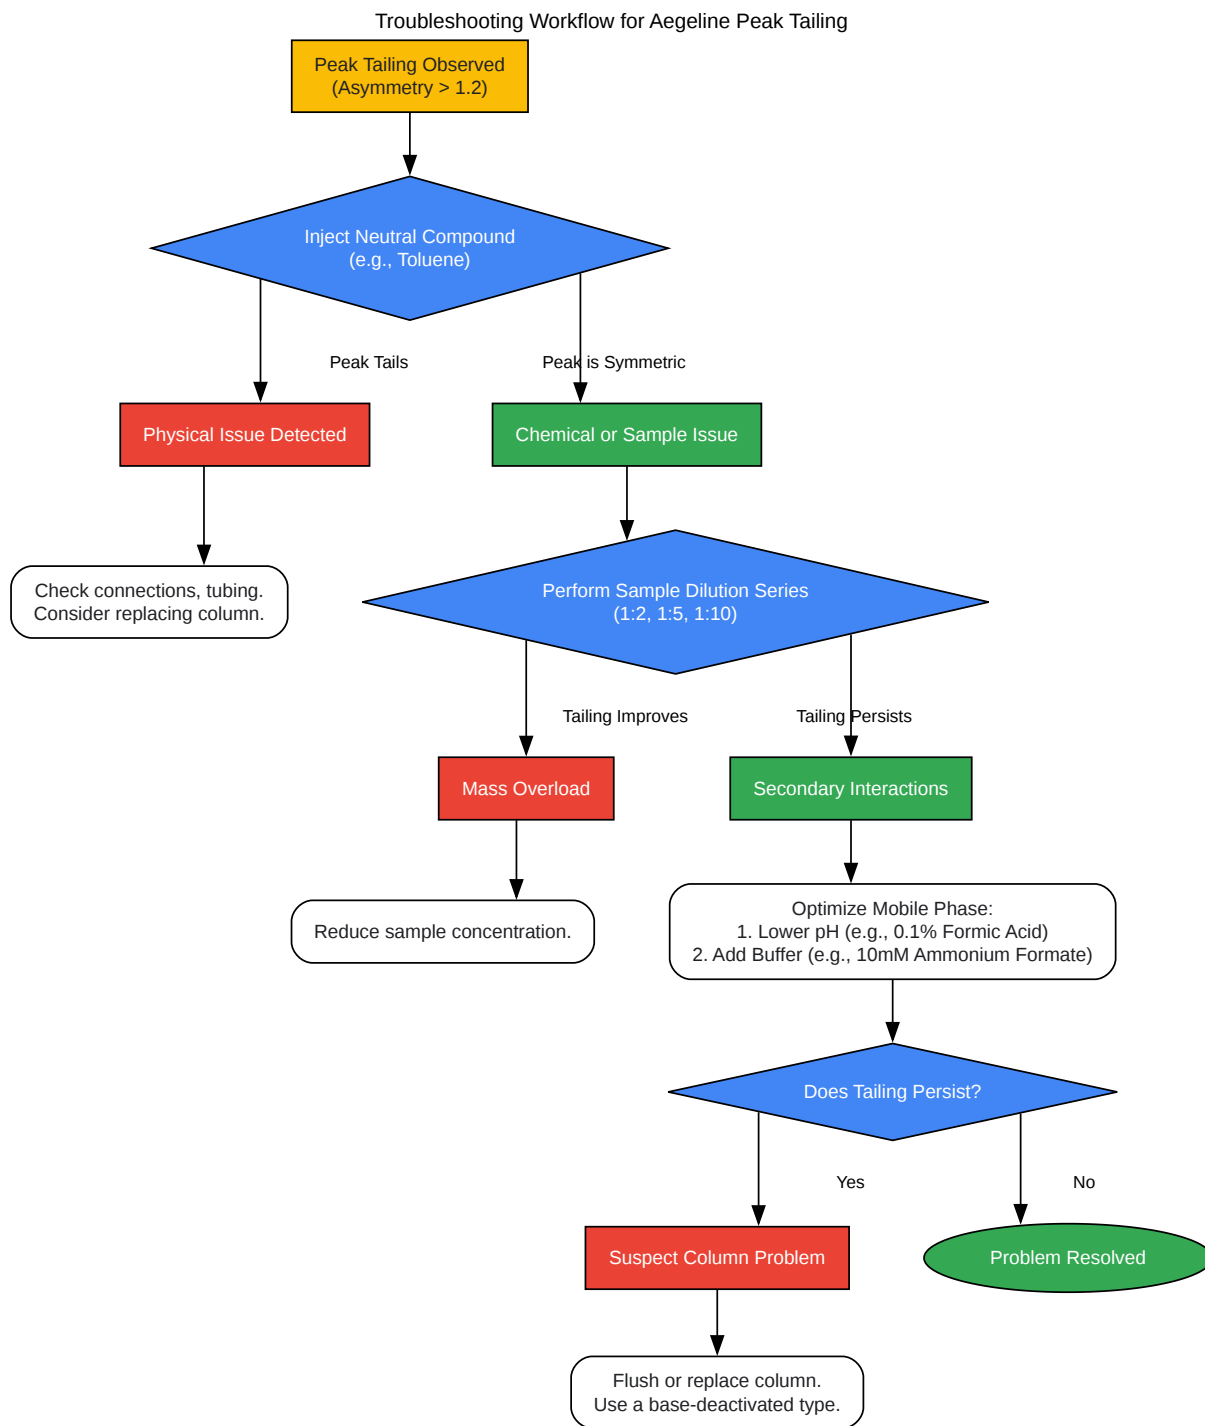 Troubleshooting Workflow for Aegeline Peak Tailing
Peak Tailing Observed
(Asymmetry > 1.2)
Inject Neutral Compound
(e.g., Toluene)
Peak Tails
Peak is Symmetric
Physical Issue Detected
Chemical or Sample Issue
Check connections, tubing.
Consider replacing column.
Perform Sample Dilution Series
(1:2, 1:5, 1:10)
Tailing Improves
Tailing Persists
Mass Overload
Secondary Interactions
Reduce sample concentration.
Optimize Mobile Phase:
1. Lower pH (e.g., 0.1% Formic Acid)
2. Add Buffer (e.g., 10mM Ammonium Formate)
Does Tailing Persist?
Yes
No
Suspect Column Problem
Problem Resolved
Flush or replace column.
Use a base-deactivated type.